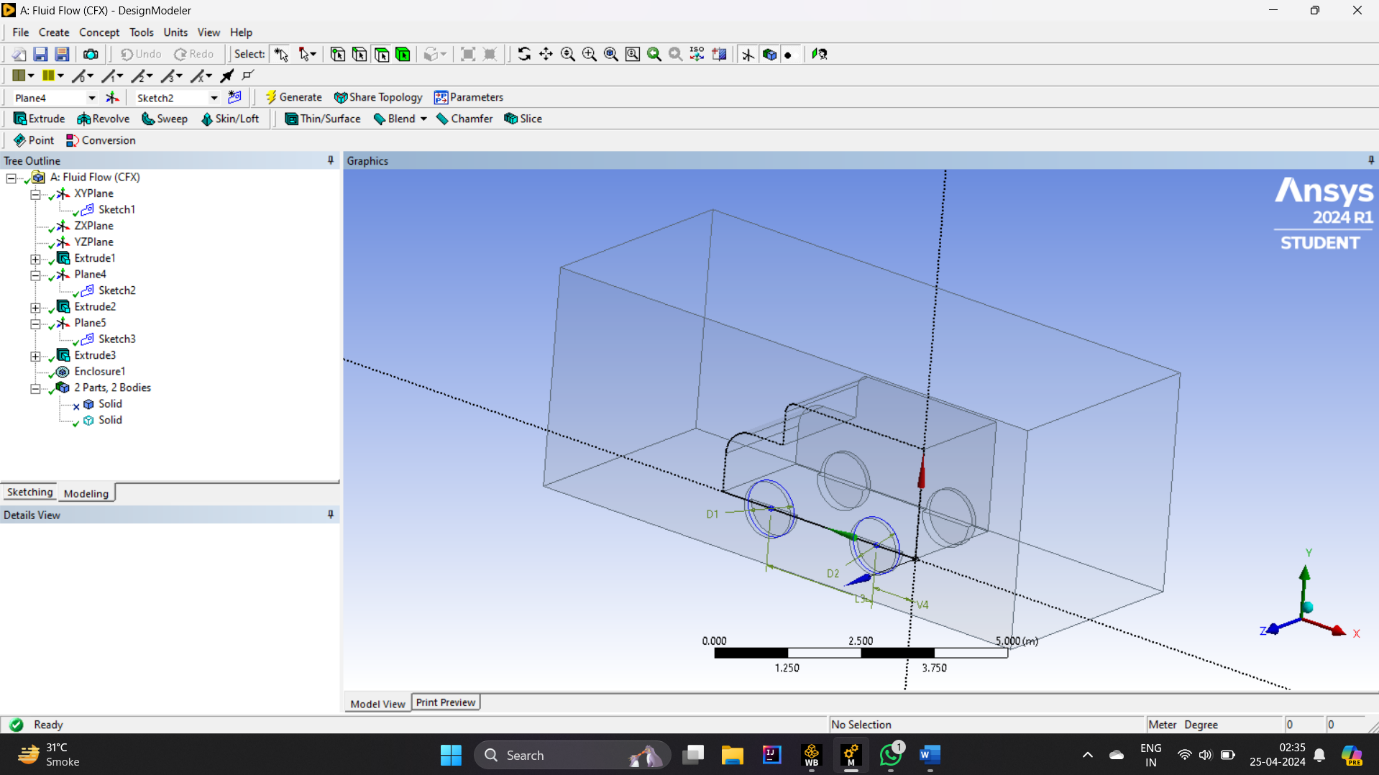 A: Fluid Flow (CFX) - DesignModeler
File Create Concept Tools Units View Help
Undo Redo Select: ISO
Plane4 Sketch2 Generate Share Topology Parameters
Extrude Revolve Sweep Skin/Loft Thin/Surface Blend Chamfer Slice
Point Conversion
Tree Outline
A: Fluid Flow (CFX)
XYPlane
Sketch1
ZXPlane
YZPlane
Extrude1
Plane4
Sketch2
Extrude2
Plane5
Sketch3
Extrude3
Enclosure1
2 Parts, 2 Bodies
Solid
Solid
Sketching Modeling
Details View
Graphics
Ansys
2024 R1
STUDENT
D1
D2
L3
V4
Y
Z
X
0.000 2.500 5.000 (m)
1.250 3.750
Model View Print Preview
Ready No Selection Meter Degree 0 0
31°C
Smoke
Search
IJ
WB
M
1
W
ENG
IN
02:35
25-04-2024
PRE